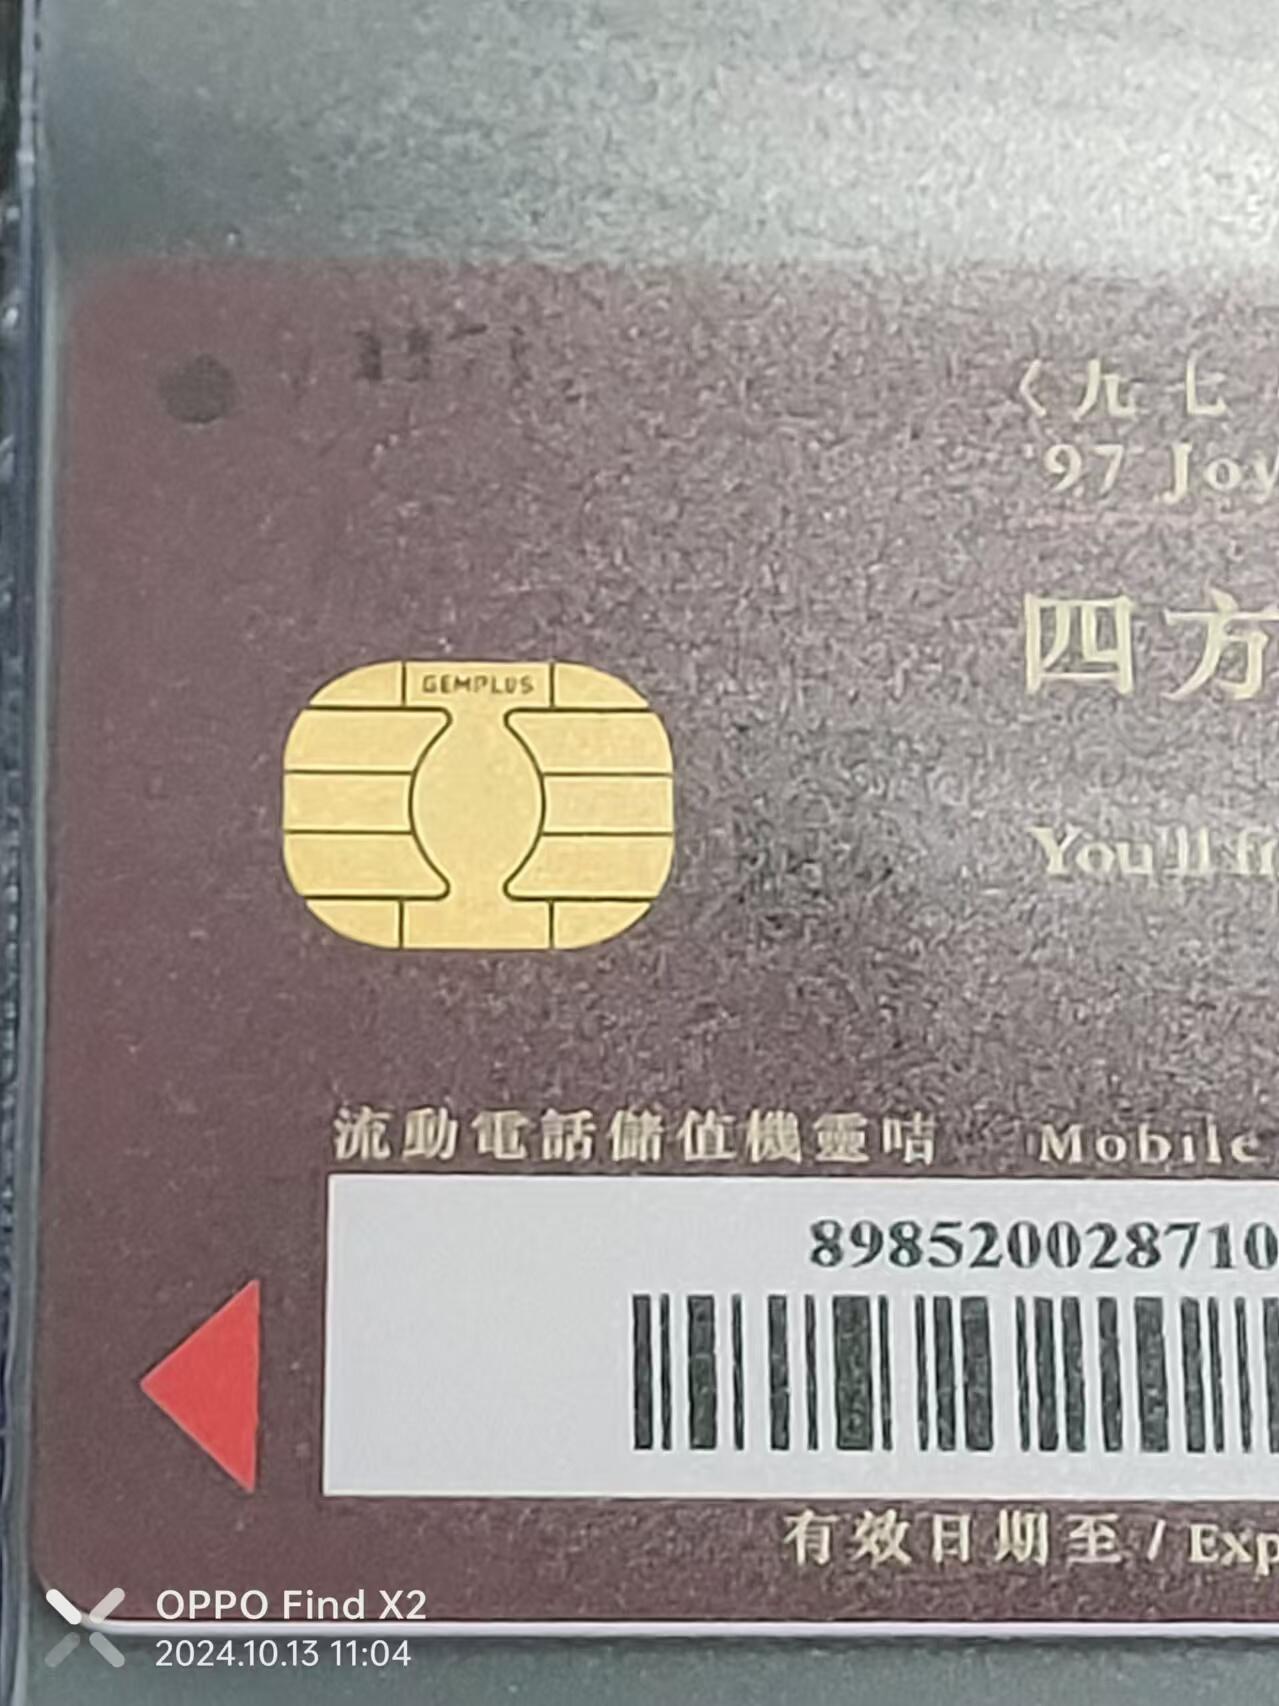 〈九七
'97 Joy
四方
GEMPLUS
You'll fi
流動電話儲值機靈咭 Mobile
898520028710
有效日期至 / Exp
OPPO Find X2
2024.10.13 11:04